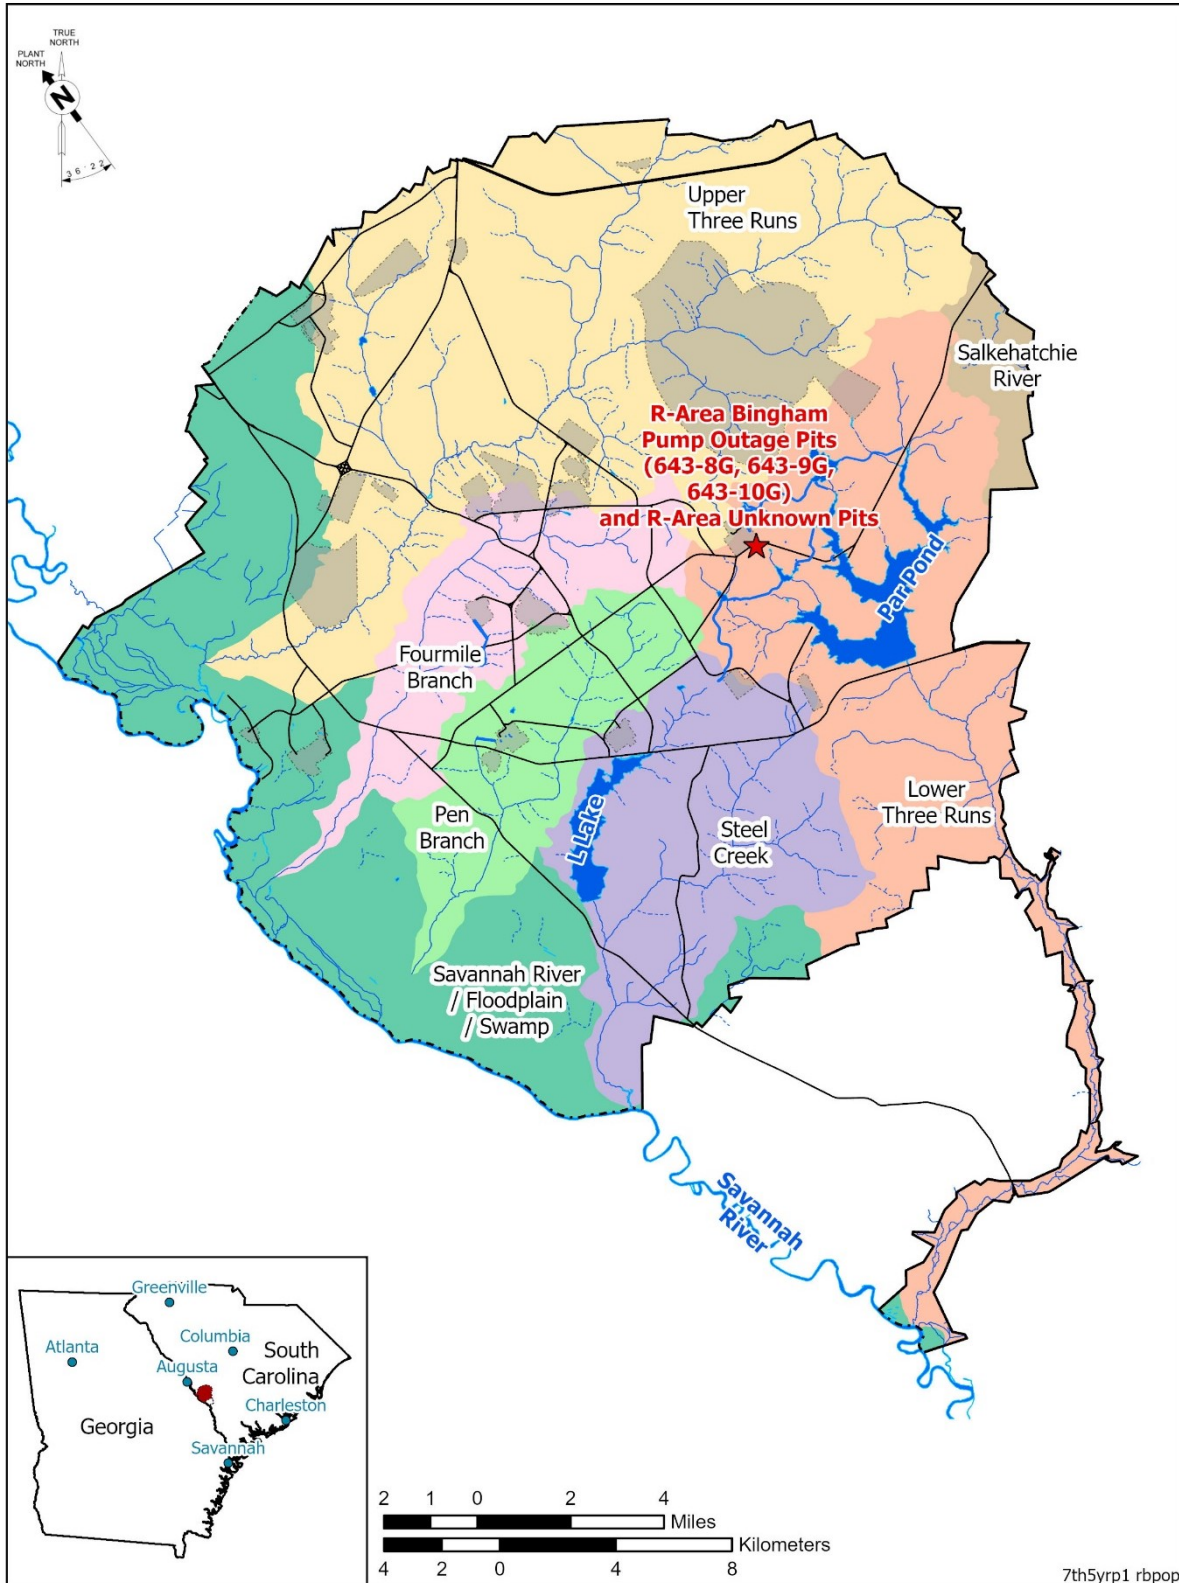 TRUE
NORTH
PLANT
NORTH
N
36°22'
Upper
Three Runs
Salkehatchie
River
R-Area Bingham
Pump Outage Pits
(643-8G, 643-9G,
643-10G)
and R-Area Unknown Pits
Par Pond
Fourmile
Branch
Lower
Three Runs
Pen
Branch
L Lake
Steel
Creek
Savannah River
/ Floodplain
/ Swamp
Savannah
River
Greenville
Atlanta
Columbia
South
Carolina
Augusta
Charleston
Georgia
Savannah
2 1 0 2 4
Miles
Kilometers
4 2 0 4 8
7th5yrp1 rbpop